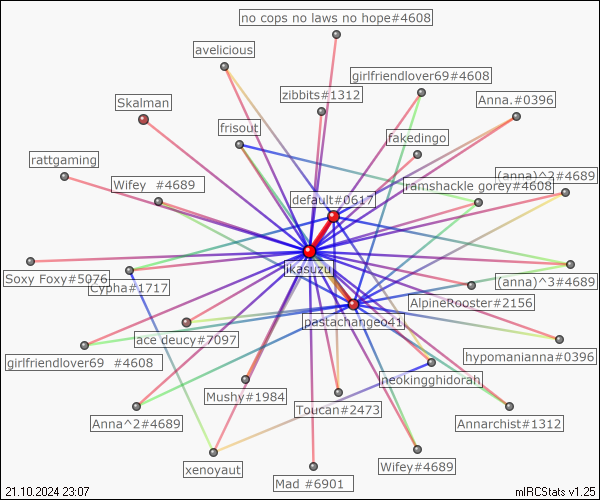 no cops no laws no hope#4608
avelicious
girlfriendlover69#4608
zibbits#1312
Anna.#0396
Skalman
frisout
fakedingo
rattgaming
(anna)^2#4689
Wifey #4689
ramshackle gorey#4608
default#0617
ikasuzu
Soxy Foxy#5076
Cypha#1717
(anna)^3#4689
AlpineRooster#2156
pastachangeo41
ace deucy#7097
girlfriendlover69 #4608
hypomanianna#0396
neokingghidorah
Mushy#1984
Toucan#2473
Anna^2#4689
Annarchist#1312
xenoyaut
Wifey#4689
Mad #6901
21.10.2024 23:07
mIRCStats v1.25